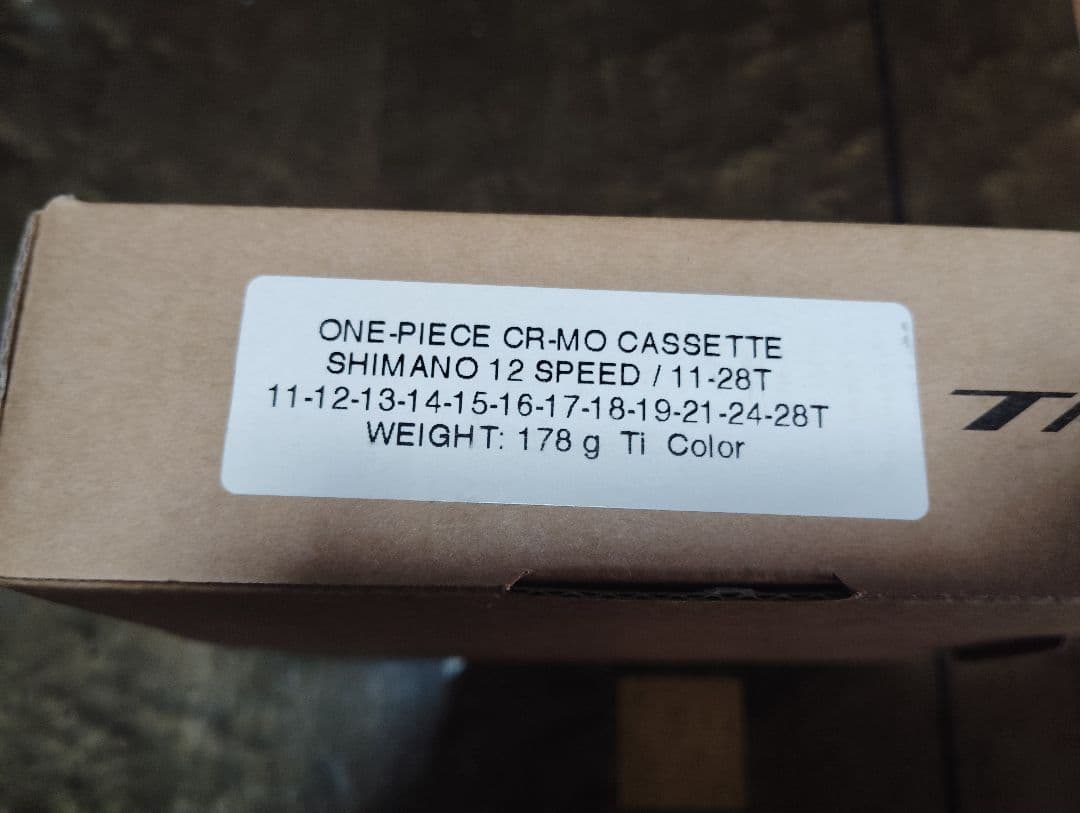 ONE-PIECE CR-MO CASSETTE
SHIMANO 12 SPEED / 11-28T
11-12-13-14-15-16-17-18-19-21-24-28T
WEIGHT: 178 g Ti Color